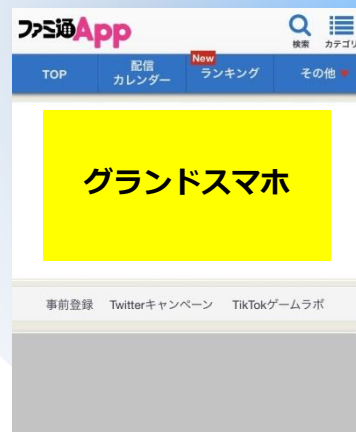 ファミ通App
検索 カテゴリ
TOP 配信カレンダー New ランキング その他
グランドスマホ
事前登録 Twitterキャンペーン TikTokゲームラボ